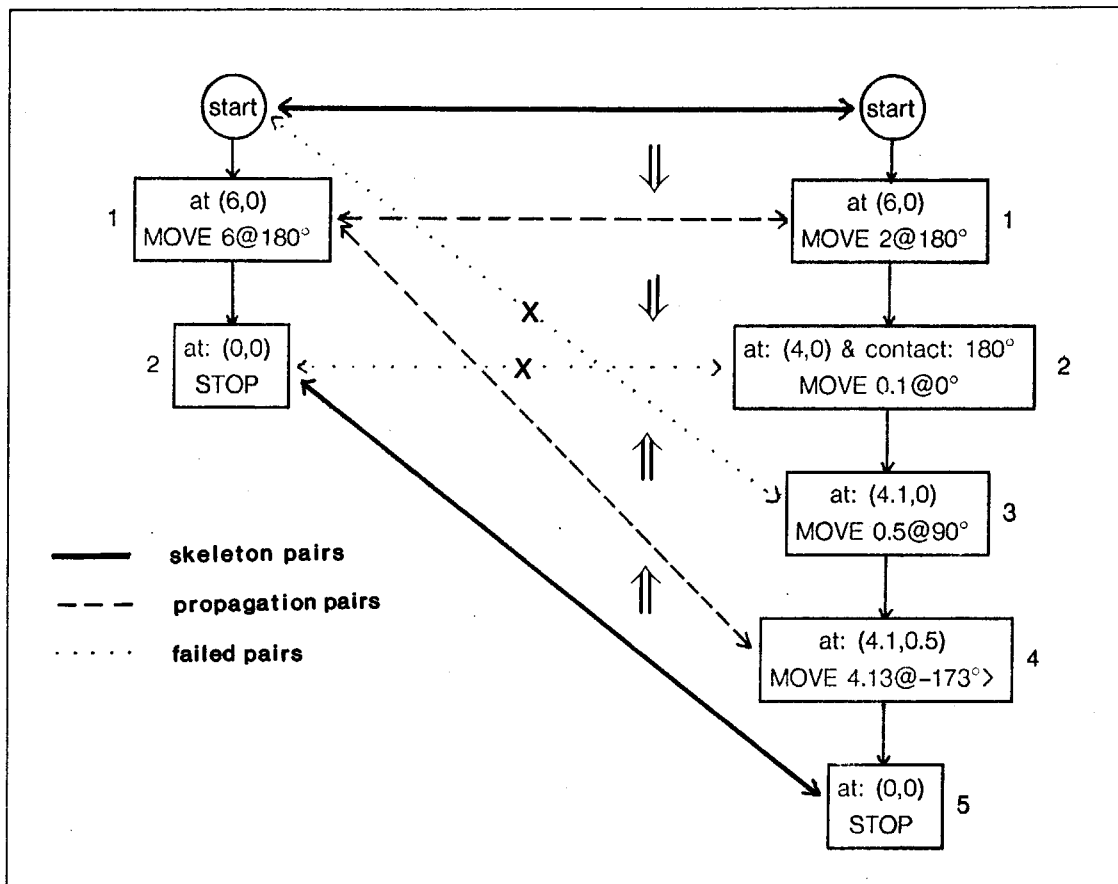 start
start
1
at (6,0)
MOVE 6@180°
at (6,0)
MOVE 2@180°
1
X
2
at: (0,0)
STOP
X
at: (4,0) & contact: 180°
MOVE 0.1@0°
2
at: (4.1,0)
MOVE 0.5@90°
3
skeleton pairs
propagation pairs
failed pairs
at: (4.1,0.5)
MOVE 4.13@-173°>
4
at: (0,0)
STOP
5